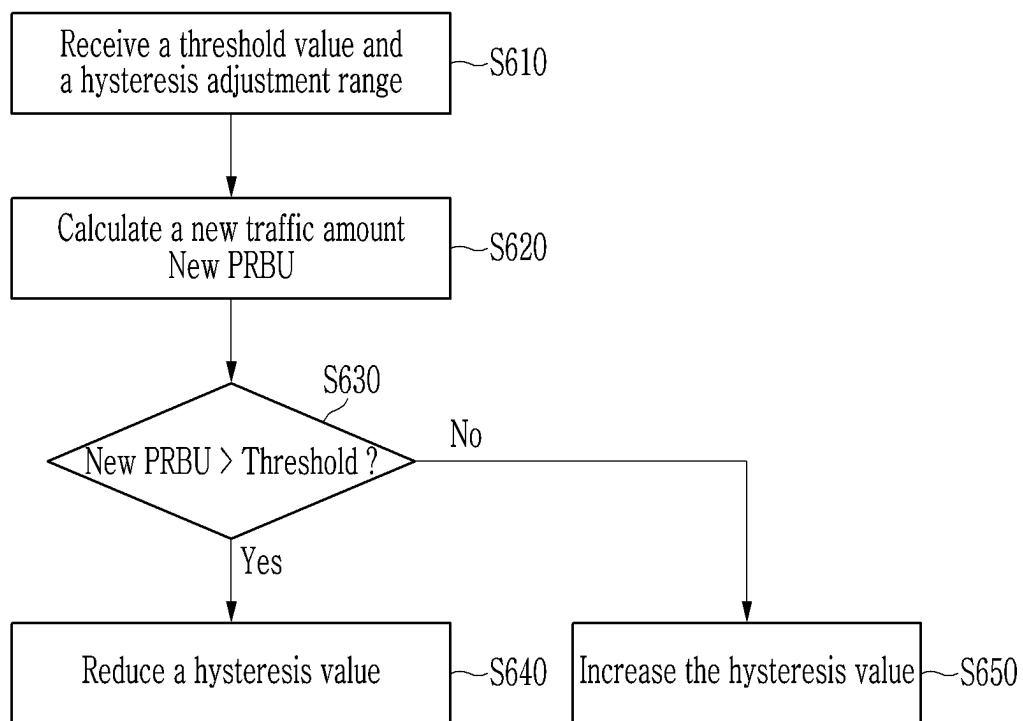 Receive a threshold value and
a hysteresis adjustment range
S610
Calculate a new traffic amount
New PRBU
S620
S630
New PRBU > Threshold ?
No
Yes
Reduce a hysteresis value
S640
Increase the hysteresis value
S650